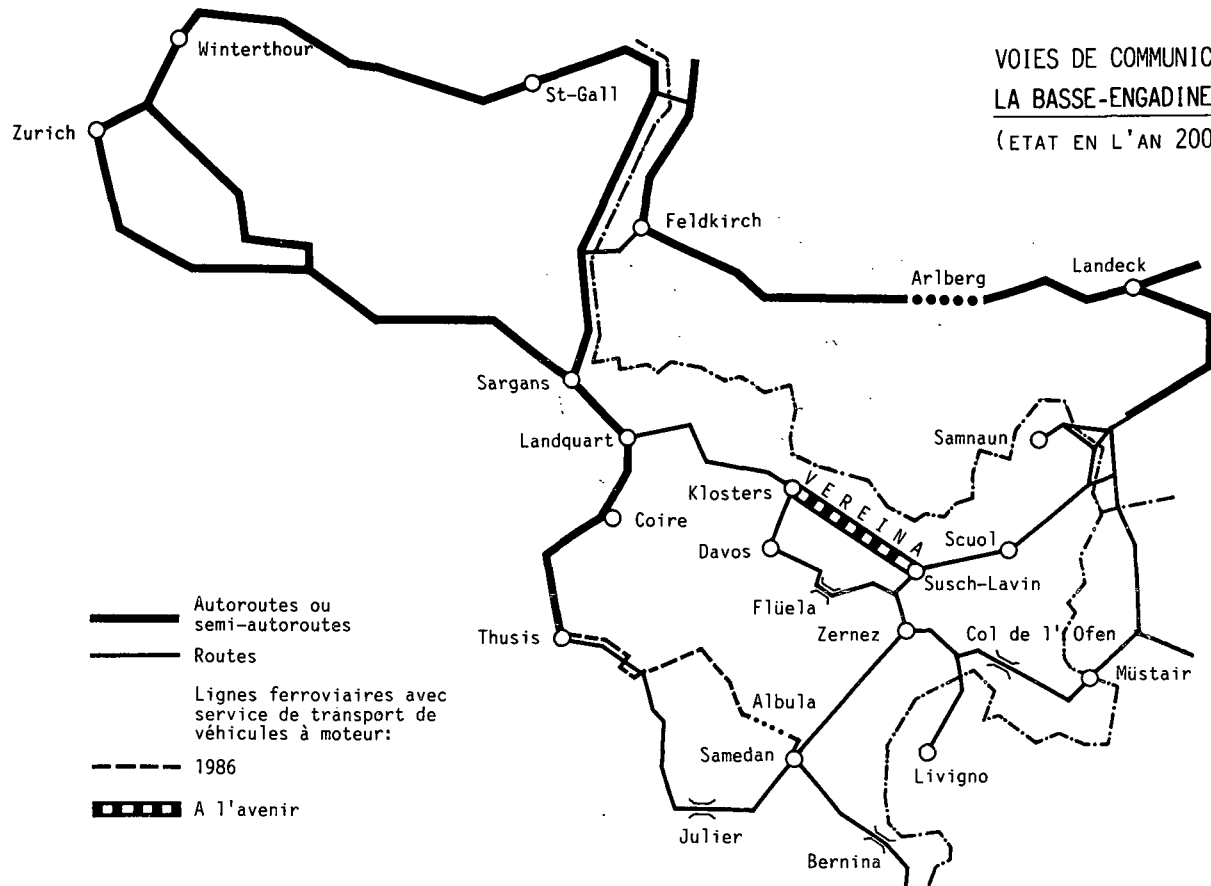 VOIES DE COMMUNIC
LA BASSE-ENGADINE
(ETAT EN L'AN 200
Winterthour
St-Gall
Zurich
Feldkirch
Arlberg
Landeck
Sargans
Landquart
Samnaun
Klosters
VEREINA
Coire
Davos
Scuol
Susch-Lavin
Flüela
Zernez
Col de l'Ofen
Thusis
Müstair
Albula
Samedan
Livigno
Julier
Bernina
Autoroutes ou
semi-autoroutes
Routes
Lignes ferroviaires avec
service de transport de
véhicules à moteur:
1986
A l'avenir